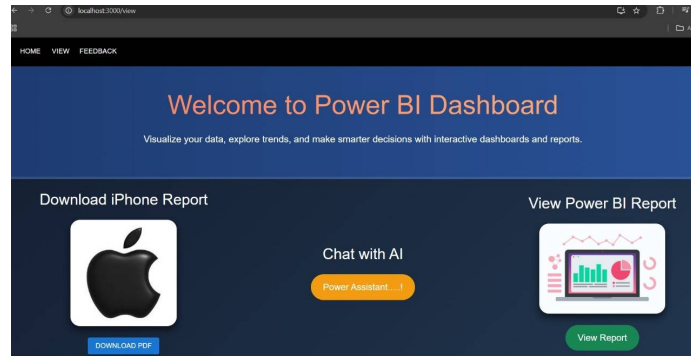 localhost:3000/view
HOME VIEW FEEDBACK
Welcome to Power BI Dashboard
Visualize your data, explore trends, and make smarter decisions with interactive dashboards and reports.
Download iPhone Report
DOWNLOAD PDF
Chat with AI
Power Assistant.....!
View Power BI Report
View Report